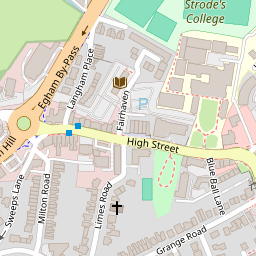 Strode's
College
Egham By-Pass
Langham Place
Fairhaven
P
High Street
Hill
Blue Ball Lane
Sweeps Lane
Milton Road
Limes Road
Grange Road